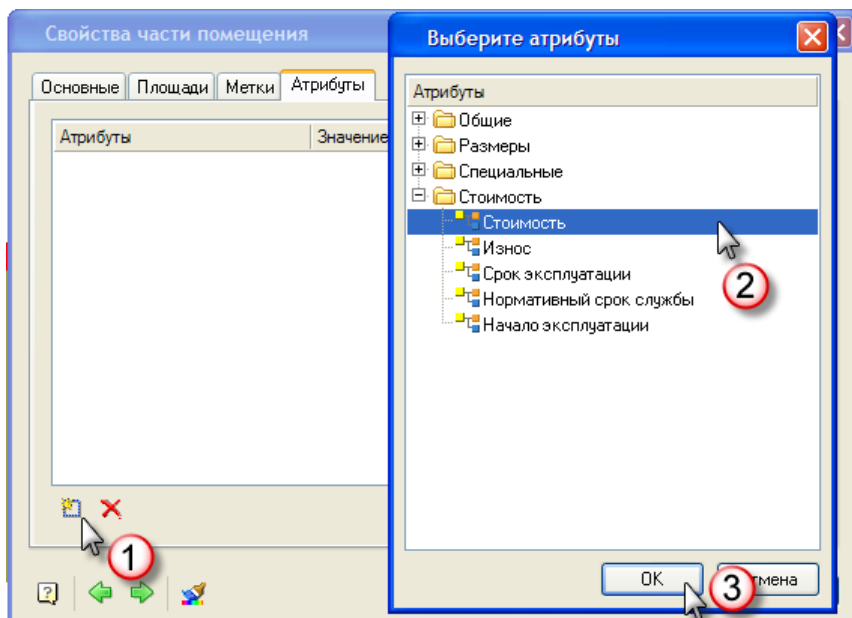 Свойства части помещения
Основные Площади Метки Атрибуты
Атрибуты Значение
1
Выберите атрибуты
Атрибуты
Общие
Размеры
Специальные
Стоимость
Стоимость
Износ
Срок эксплуатации
Нормативный срок службы
Начало эксплуатации
2
OK
3
тмена